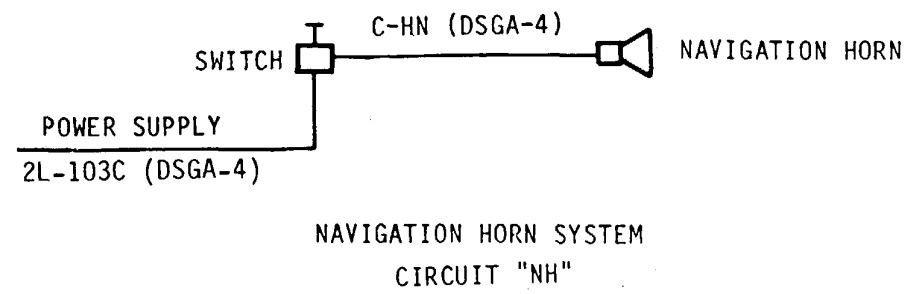 C-HN (DSGA-4)
SWITCH
NAVIGATION HORN
POWER SUPPLY
2L-103C (DSGA-4)
NAVIGATION HORN SYSTEM
CIRCUIT "NH"